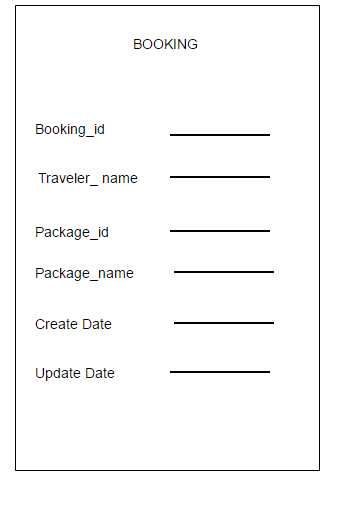 BOOKING
Booking_id
Traveler_ name
Package_id
Package_name
Create Date
Update Date